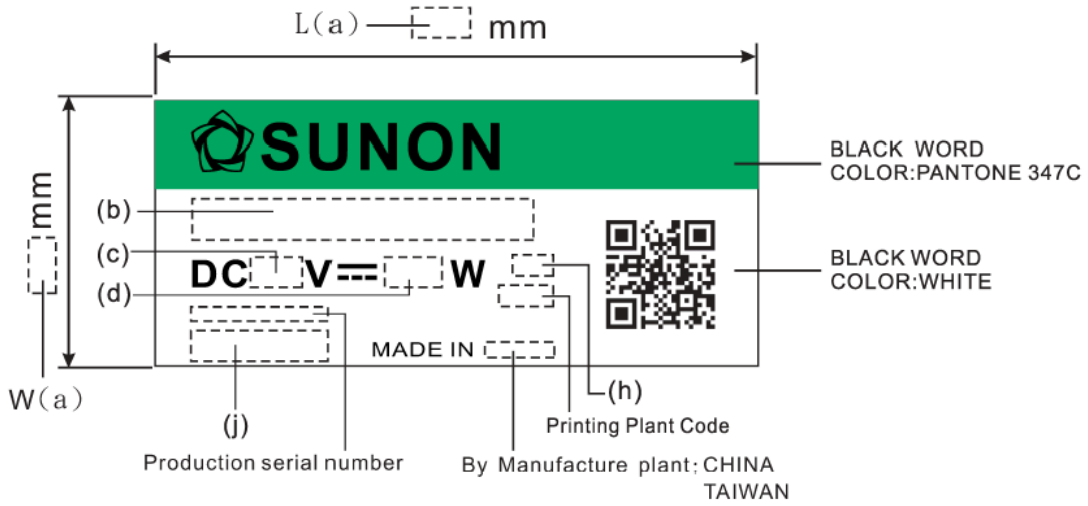 L(a) mm
SUNON
BLACK WORD
COLOR:PANTONE 347C
mm
(b)
(c)
DC V W
(d)
BLACK WORD
COLOR:WHITE
MADE IN
W(a)
(j)
(h)
Printing Plant Code
Production serial number
By Manufacture plant; CHINA
TAIWAN